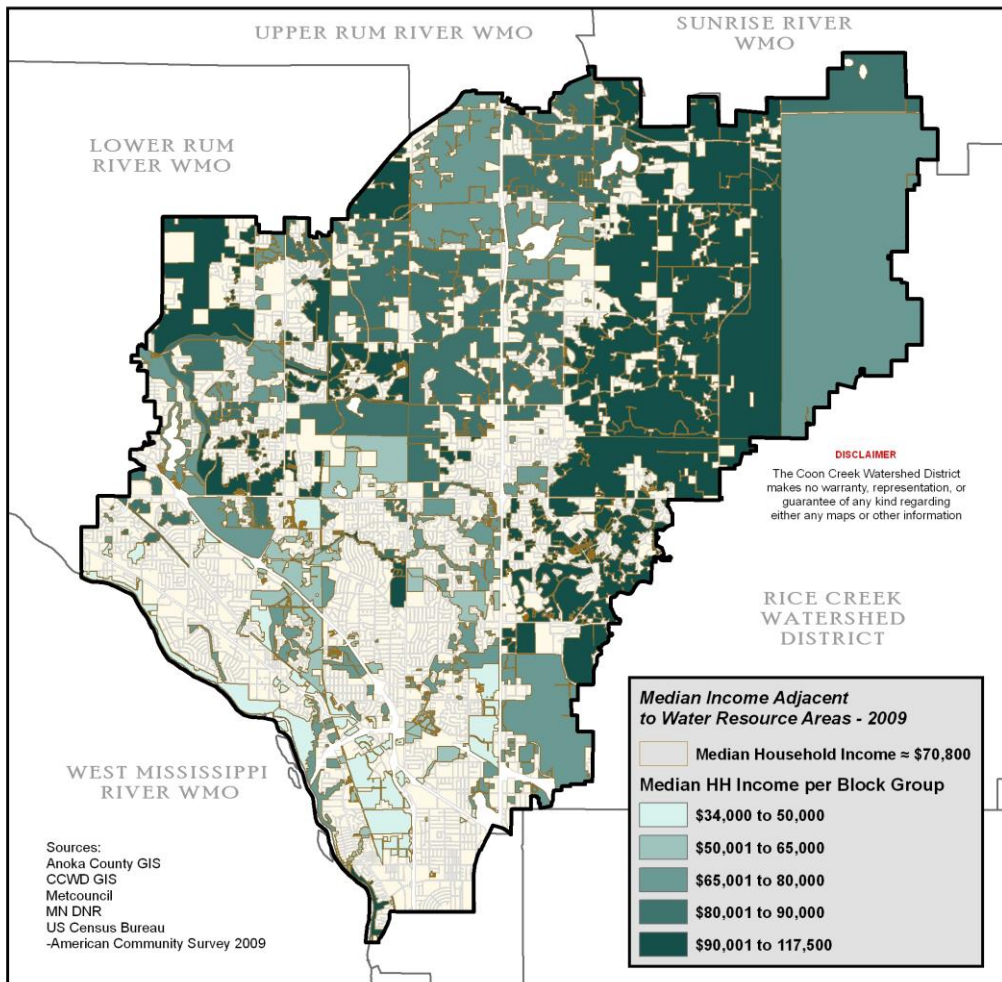 UPPER RUM RIVER WMO
SUNRISE RIVER
WMO
LOWER RUM
RIVER WMO
DISCLAIMER
The Coon Creek Watershed District
makes no warranty, representation, or
guarantee of any kind regarding
either any maps or other information
RICE CREEK
WATERSHED
DISTRICT
WEST MISSISSIPPI
RIVER WMO
Sources:
Anoka County GIS
CCWD GIS
Metcouncil
MN DNR
US Census Bureau
-American Community Survey 2009
Median Income Adjacent
to Water Resource Areas - 2009
Median Household Income ≈ $70,800
Median HH Income per Block Group
$34,000 to 50,000
$50,001 to 65,000
$65,001 to 80,000
$80,001 to 90,000
$90,001 to 117,500